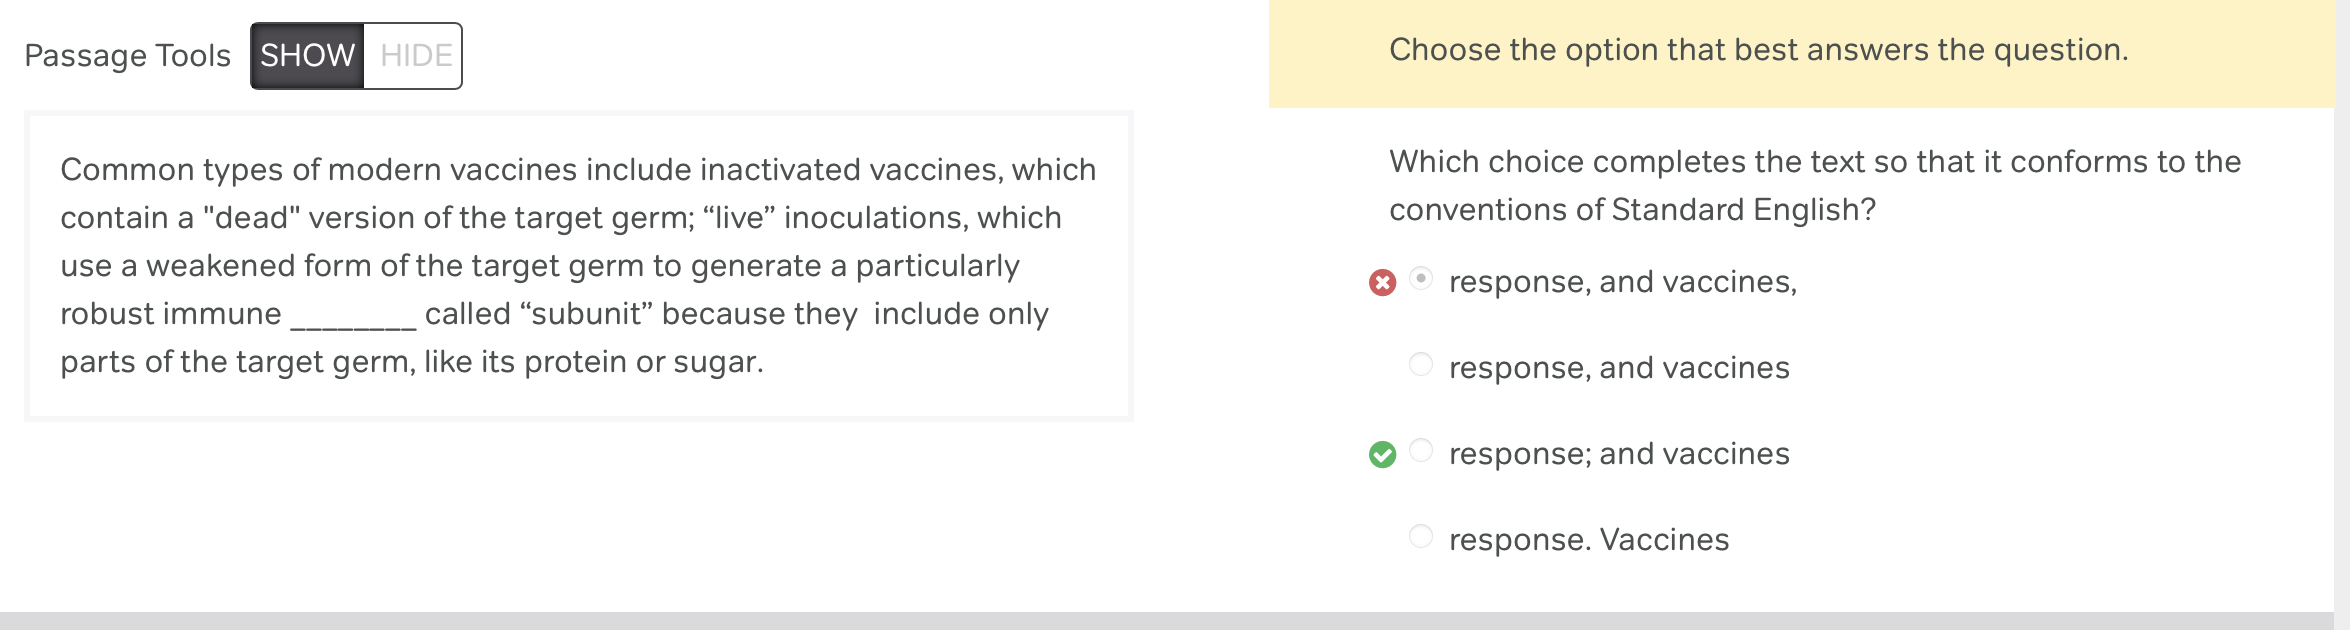 Passage Tools SHOW HIDE
Common types of modern vaccines include inactivated vaccines, which
contain a "dead" version of the target germ; “live” inoculations, which
use a weakened form of the target germ to generate a particularly
robust immune ________ called “subunit” because they  include only
parts of the target germ, like its protein or sugar.
Choose the option that best answers the question.
Which choice completes the text so that it conforms to the
conventions of Standard English?
response, and vaccines,
response, and vaccines
response; and vaccines
response. Vaccines